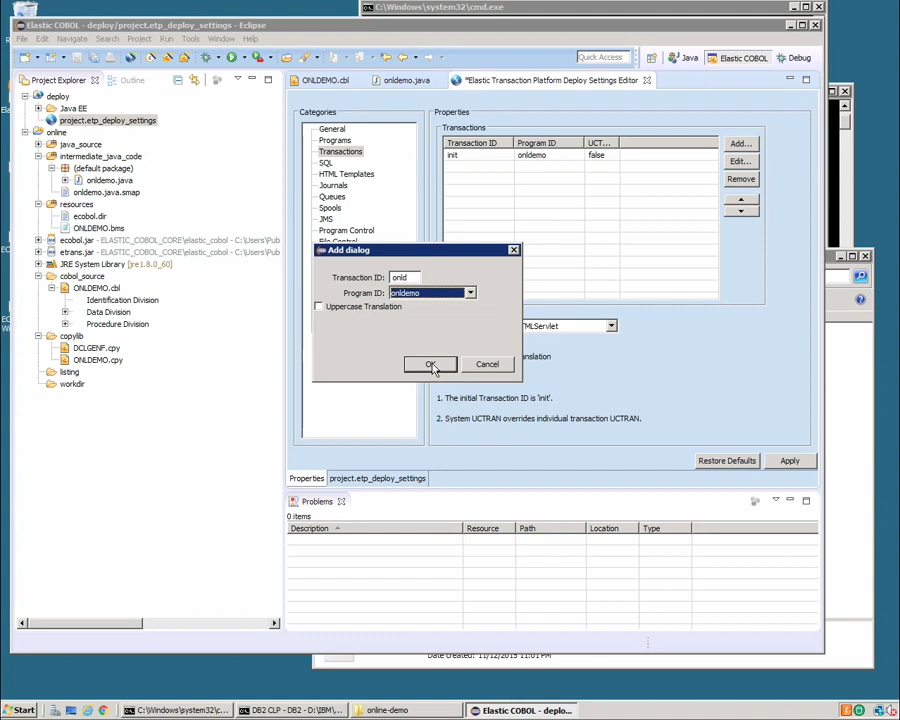 C:\Windows\system32\cmd.exe
Elastic COBOL - deploy/project.etp_deploy_settings - Eclipse
File Edit Navigate Search Project Run Tools Window Help
Quick Access
Java Elastic COBOL Debug
Project Explorer Outline
ONLDEMO.cbl onldemo.java *Elastic Transaction Platform Deploy Settings Editor
deploy
Java EE
project.etp_deploy_settings
online
java_source
intermediate_java_code
(default package)
onldemo.java
onldemo.java.smap
resources
ecobol.dir
ONLDEMO.bms
ecobol.jar - ELASTIC_COBOL_CORE\elastic_cobol - C:\Users\Pub
etrans.jar - ELASTIC_COBOL_CORE\elastic_cobol - C:\Users\Pub
JRE System Library [jre1.8.0_60]
cobol_source
ONLDEMO.cbl
Identification Division
Data Division
Procedure Division
copylib
DCLGENF.cpy
ONLDEMO.cpy
listing
workdir
Categories
General
Programs
Transactions
SQL
HTML Templates
Journals
Queues
Spools
JMS
Program Control
File Control
Properties
Transactions
Transaction ID Program ID UCT...
init onldemo false
Add...
Edit...
Remove
Add dialog
Transaction ID: onld
Program ID: onldemo
Uppercase Translation
OK Cancel
TMLServlet
nslation
1. The initial Transaction ID is 'init'.
2. System UCTRAN overrides individual transaction UCTRAN.
Restore Defaults Apply
Properties project.etp_deploy_settings
Problems
0 items
Description Resource Path Location Type
Date created: 11/12/2015 11:01 PM
Start C:\Windows\system32\c... DB2 CLP - DB2 - D:\IBM\... online-demo Elastic COBOL - deplo...